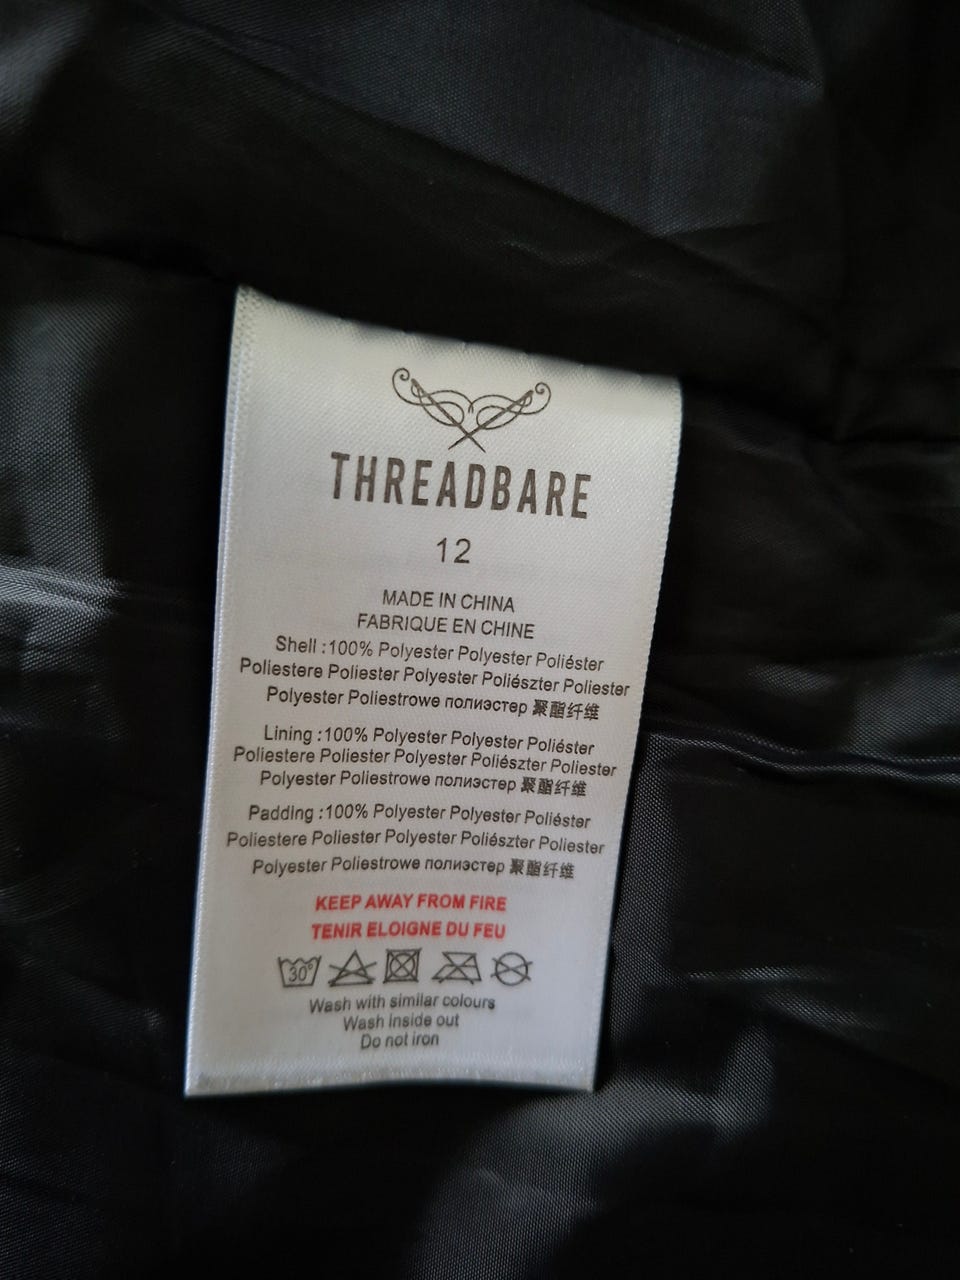 THREADBARE
12
MADE IN CHINA
FABRIQUE EN CHINE
Shell :100% Polyester Polyester Poliéster
Poliestere Poliester Polyester Poliészter Poliester
Polyester Poliestrowe полиэстер 聚酯纤维
Lining :100% Polyester Polyester Poliéster
Poliestere Poliester Polyester Poliészter Poliester
Polyester Poliestrowe полиэстер 聚酯纤维
Padding :100% Polyester Polyester Poliéster
Poliestere Poliester Polyester Poliészter Poliester
Polyester Poliestrowe полиэстер 聚酯纤维
KEEP AWAY FROM FIRE
TENIR ELOIGNE DU FEU
30°
Wash with similar colours
Wash inside out
Do not iron